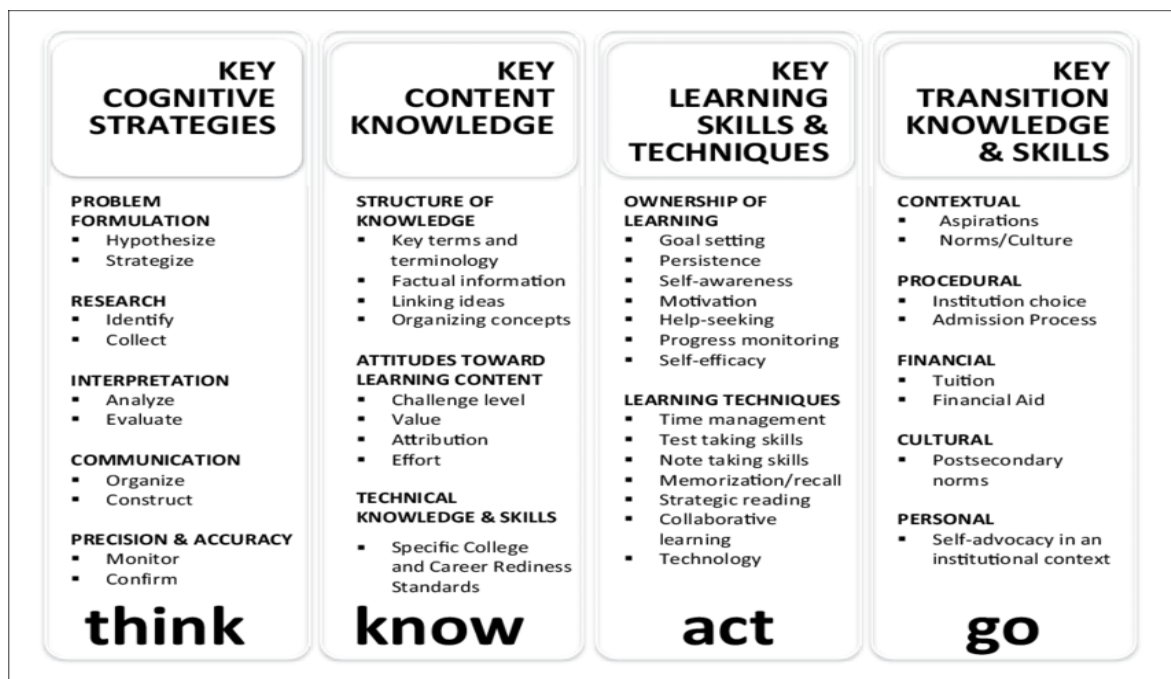 KEY
COGNITIVE
STRATEGIES
PROBLEM
FORMULATION
▪ Hypothesize
▪ Strategize
RESEARCH
▪ Identify
▪ Collect
INTERPRETATION
▪ Analyze
▪ Evaluate
COMMUNICATION
▪ Organize
▪ Construct
PRECISION & ACCURACY
▪ Monitor
▪ Confirm
think
KEY
CONTENT
KNOWLEDGE
STRUCTURE OF
KNOWLEDGE
▪ Key terms and
terminology
▪ Factual information
▪ Linking ideas
▪ Organizing concepts
ATTITUDES TOWARD
LEARNING CONTENT
▪ Challenge level
▪ Value
▪ Attribution
▪ Effort
TECHNICAL
KNOWLEDGE & SKILLS
▪ Specific College
and Career Rediness
Standards
know
KEY
LEARNING
SKILLS &
TECHNIQUES
OWNERSHIP OF
LEARNING
▪ Goal setting
▪ Persistence
▪ Self-awareness
▪ Motivation
▪ Help-seeking
▪ Progress monitoring
▪ Self-efficacy
LEARNING TECHNIQUES
▪ Time management
▪ Test taking skills
▪ Note taking skills
▪ Memorization/recall
▪ Strategic reading
▪ Collaborative
learning
▪ Technology
act
KEY
TRANSITION
KNOWLEDGE
& SKILLS
CONTEXTUAL
▪ Aspirations
▪ Norms/Culture
PROCEDURAL
▪ Institution choice
▪ Admission Process
FINANCIAL
▪ Tuition
▪ Financial Aid
CULTURAL
▪ Postsecondary
norms
PERSONAL
▪ Self-advocacy in an
institutional context
go